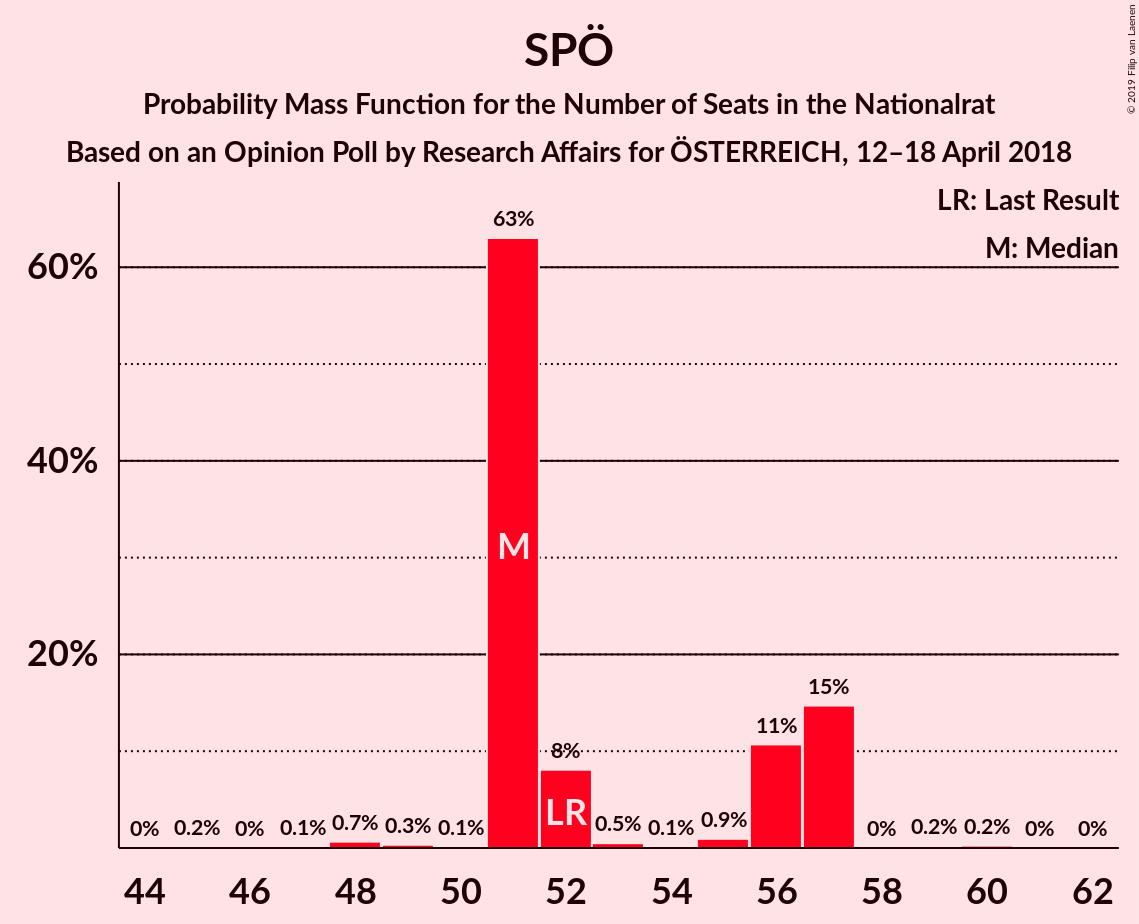 SPÖ
Probability Mass Function for the Number of Seats in the Nationalrat
Based on an Opinion Poll by Research Affairs for ÖSTERREICH, 12–18 April 2018
© 2019 Filip van Laenen
LR: Last Result
M: Median
60%
40%
20%
0%
0.2%
0%
0.1%
0.7%
0.3%
0.1%
63%
8%
0.5%
0.1%
0.9%
11%
15%
0%
0.2%
0.2%
0%
0%
M
LR
44 46 48 50 52 54 56 58 60 62